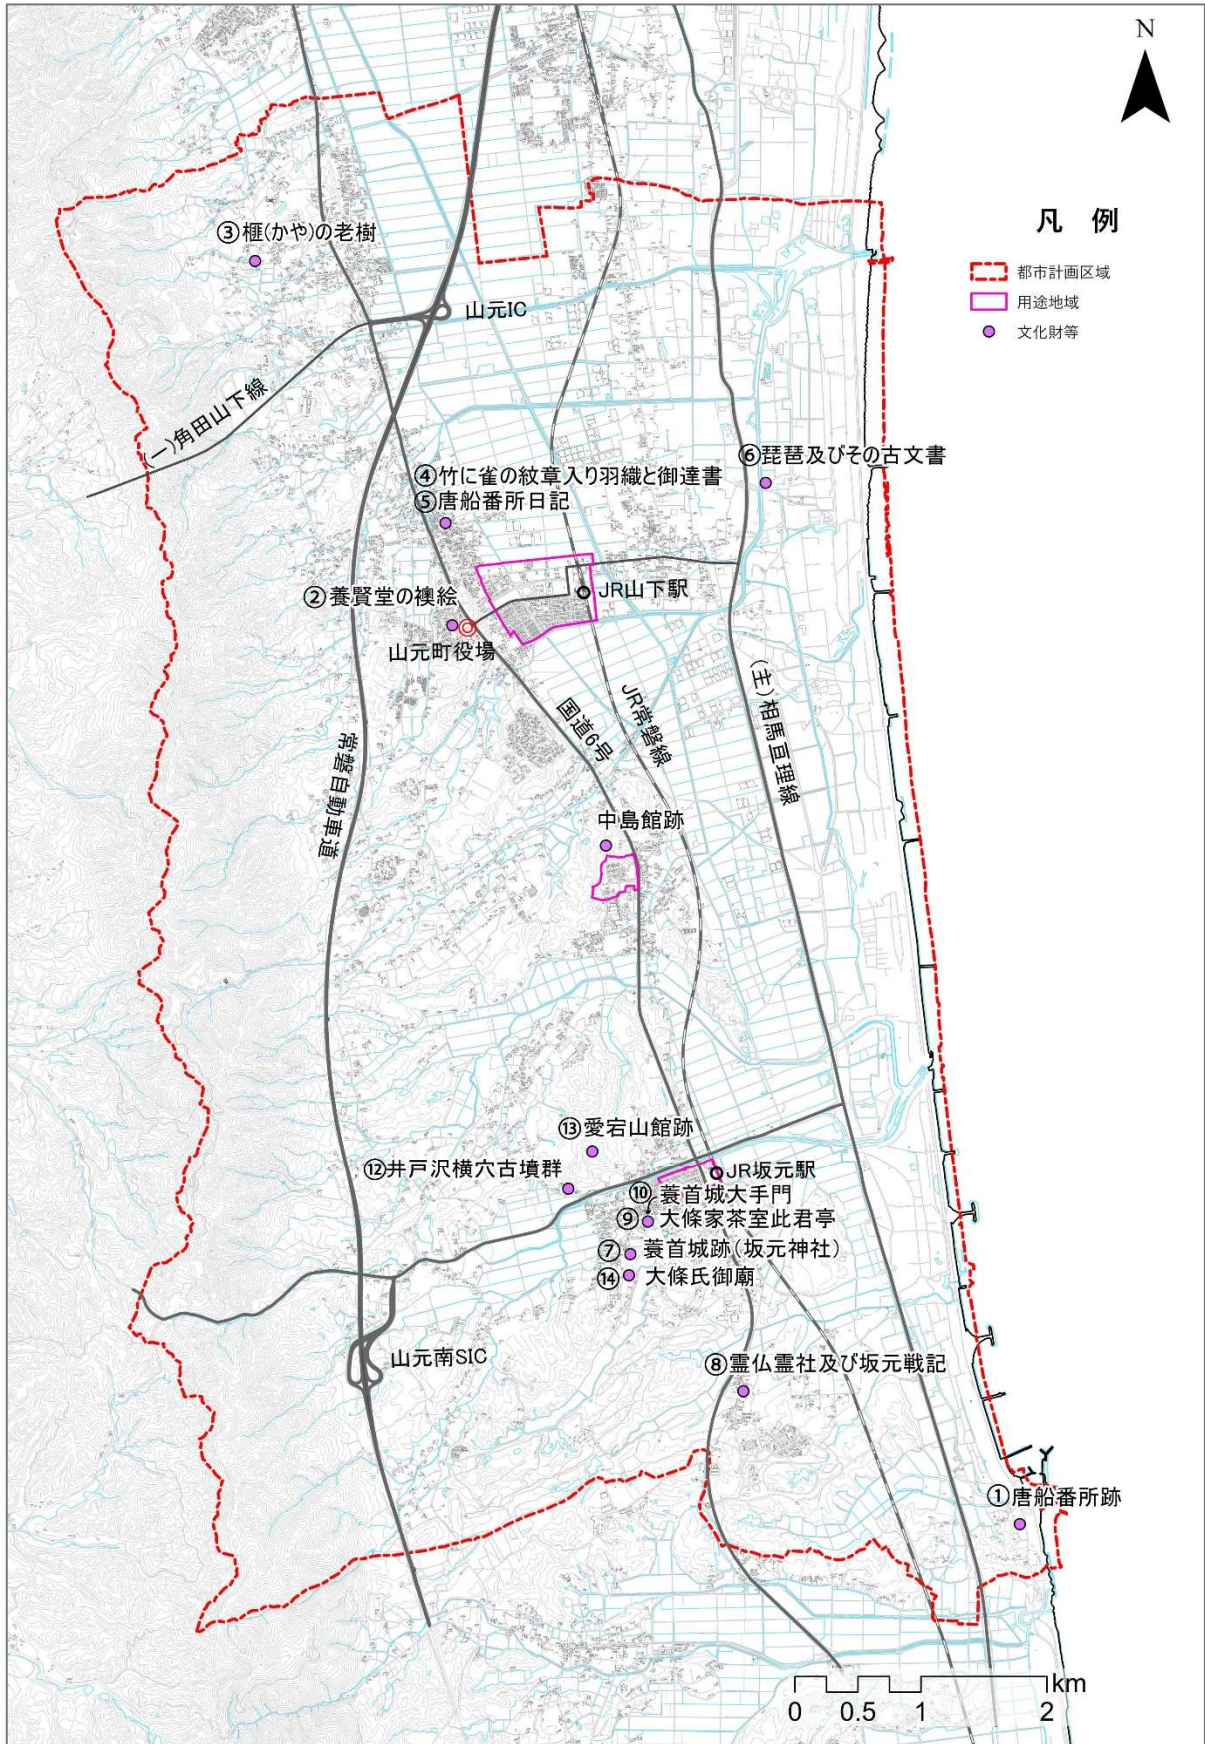 N
凡 例
都市計画区域
用途地域
文化財等
③榧(かや)の老樹
山元IC
(一)角田山下線
④竹に雀の紋章入り羽織と御達書
⑤唐船番所日記
⑥琵琶及びその古文書
②養賢堂の襖絵
JR山下駅
山元町役場
国道6号
JR常磐線
(主)相馬亘理線
常磐自動車道
中島館跡
⑬愛宕山館跡
⑫井戸沢横穴古墳群
JR坂元駅
⑩蓑首城大手門
⑨大條家茶室此君亭
⑦蓑首城跡(坂元神社)
⑭大條氏御廟
山元南SIC
⑧霊仏霊社及び坂元戦記
①唐船番所跡
km
0 0.5 1 2